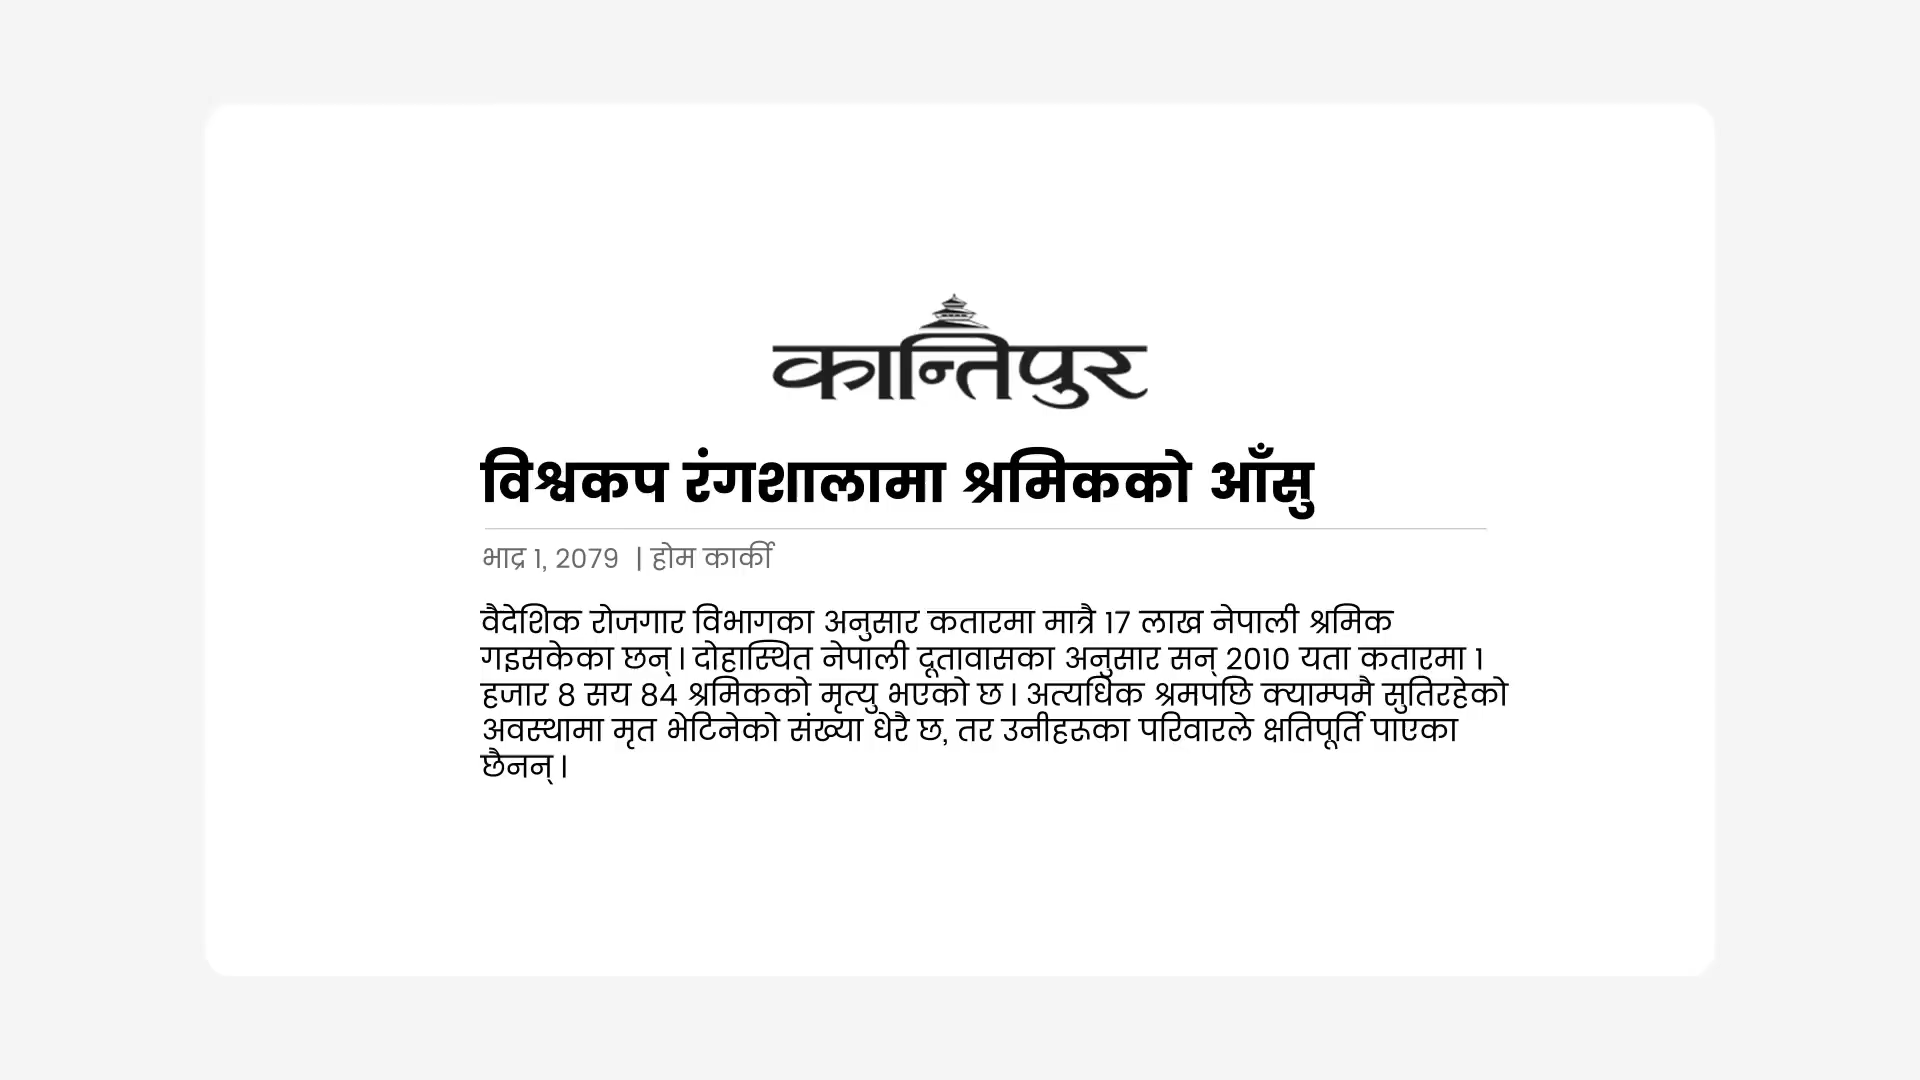 कान्तिपुर
विश्वकप रंगशालामा श्रमिकको आँसु
भाद्र 1, 2079 | होम कार्की
वैदेशिक रोजगार विभागका अनुसार कतारमा मात्रै 17 लाख नेपाली श्रमिक
गइसकेका छन् । दोहास्थित नेपाली दूतावासका अनुसार सन् 2010 यता कतारमा 1
हजार 8 सय 84 श्रमिकको मृत्यु भएको छ । अत्यधिक श्रमपछि क्याम्पमै सुतिरहेको
अवस्थामा मृत भेटिनेको संख्या धेरै छ, तर उनीहरूका परिवारले क्षतिपूर्ति पाएका
छैनन् ।